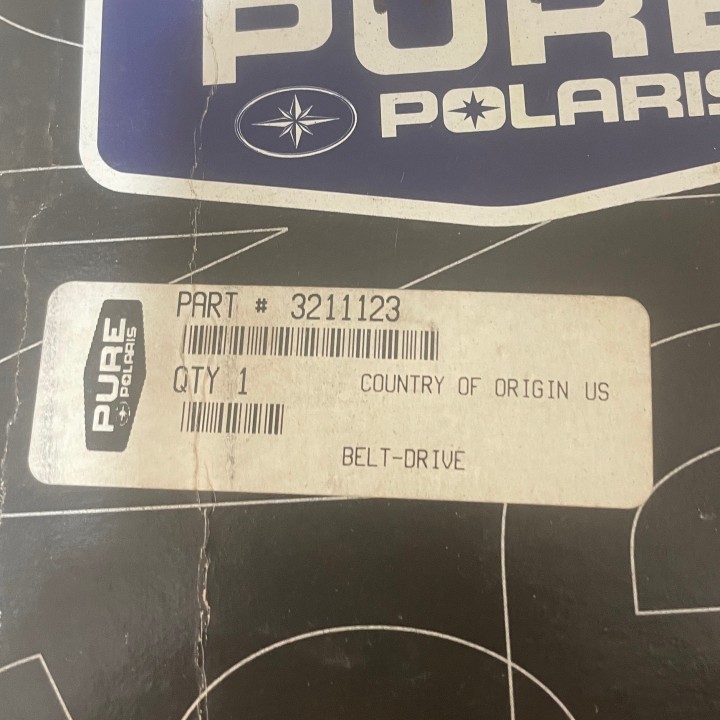 PURE
POLARIS
PART # 3211123
QTY 1
COUNTRY OF ORIGIN US
BELT-DRIVE
PURE
POLARIS